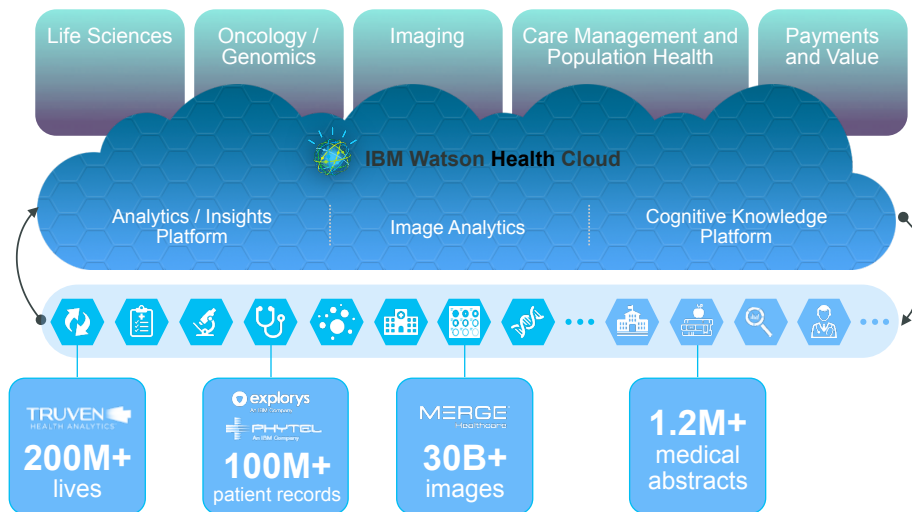 Life Sciences
Oncology /
Genomics
Imaging
Care Management and
Population Health
Payments
and Value
IBM Watson Health Cloud
Analytics / Insights
Platform
Image Analytics
Cognitive Knowledge
Platform
TRUVEN
HEALTH ANALYTICS
200M+
lives
explorys
An IBM Company
PHYTEL
An IBM Company
100M+
patient records
MERGE
Healthcare
30B+
images
1.2M+
medical
abstracts